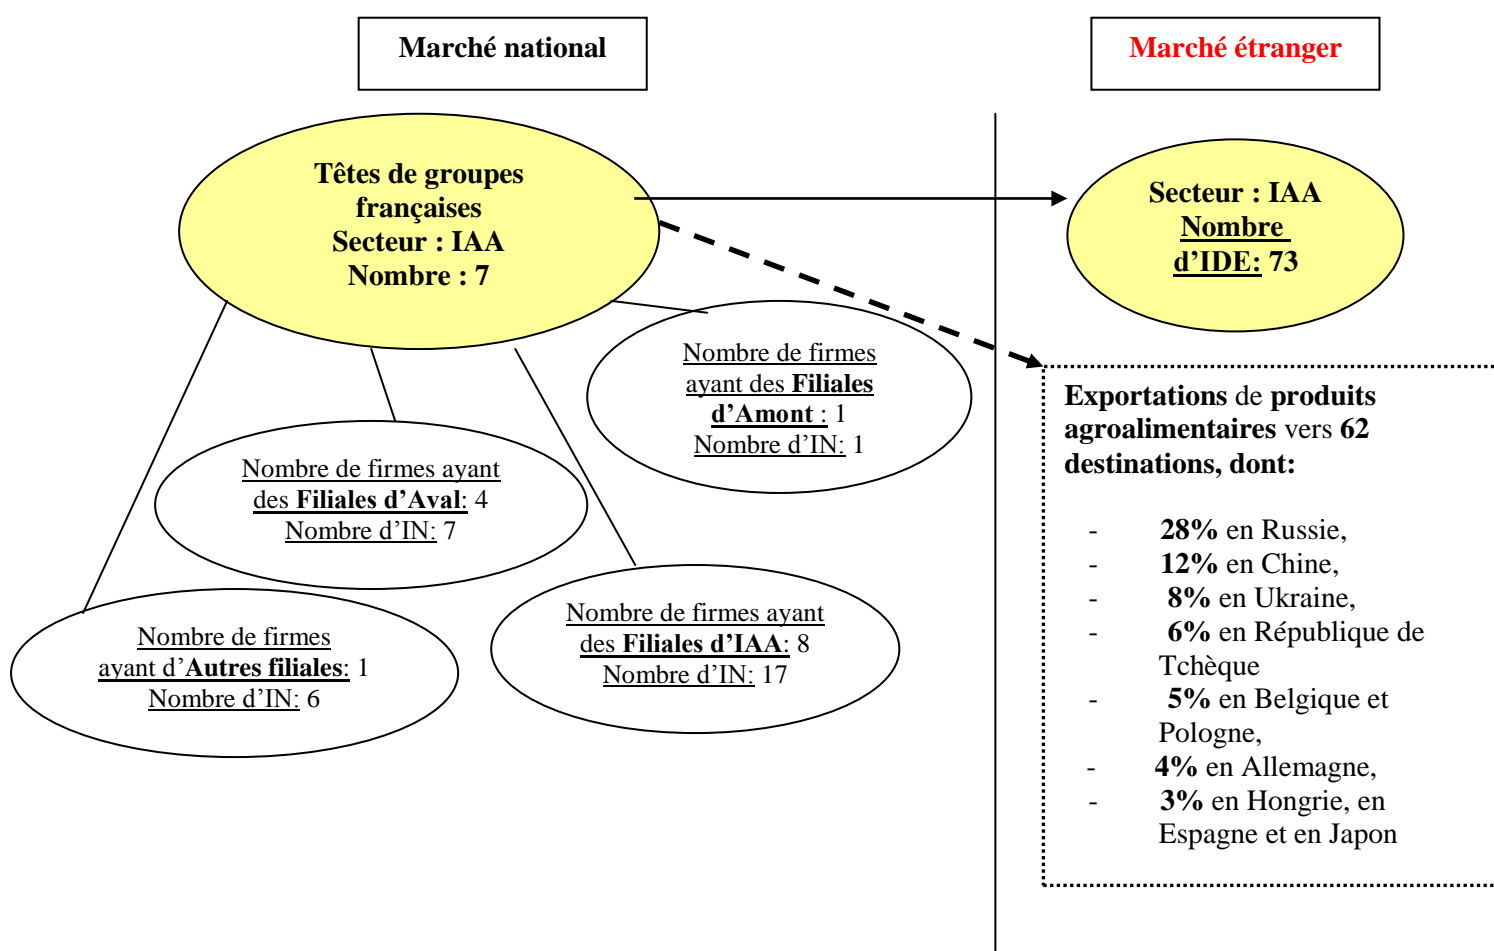 Marché national
Marché étranger
Têtes de groupes
françaises
Secteur : IAA
Nombre : 7
Secteur : IAA
Nombre
d’IDE: 73
Nombre de firmes
ayant des Filiales
d’Amont : 1
Nombre d’IN: 1
Nombre de firmes ayant
des Filiales d’Aval: 4
Nombre d’IN: 7
Nombre de firmes ayant
des Filiales d’IAA: 8
Nombre d’IN: 17
Nombre de firmes
ayant d’Autres filiales: 1
Nombre d’IN: 6
Exportations de produits
agroalimentaires vers 62
destinations, dont:
- 28% en Russie,
- 12% en Chine,
- 8% en Ukraine,
- 6% en République de
Tchèque
- 5% en Belgique et
Pologne,
- 4% en Allemagne,
- 3% en Hongrie, en
Espagne et en Japon